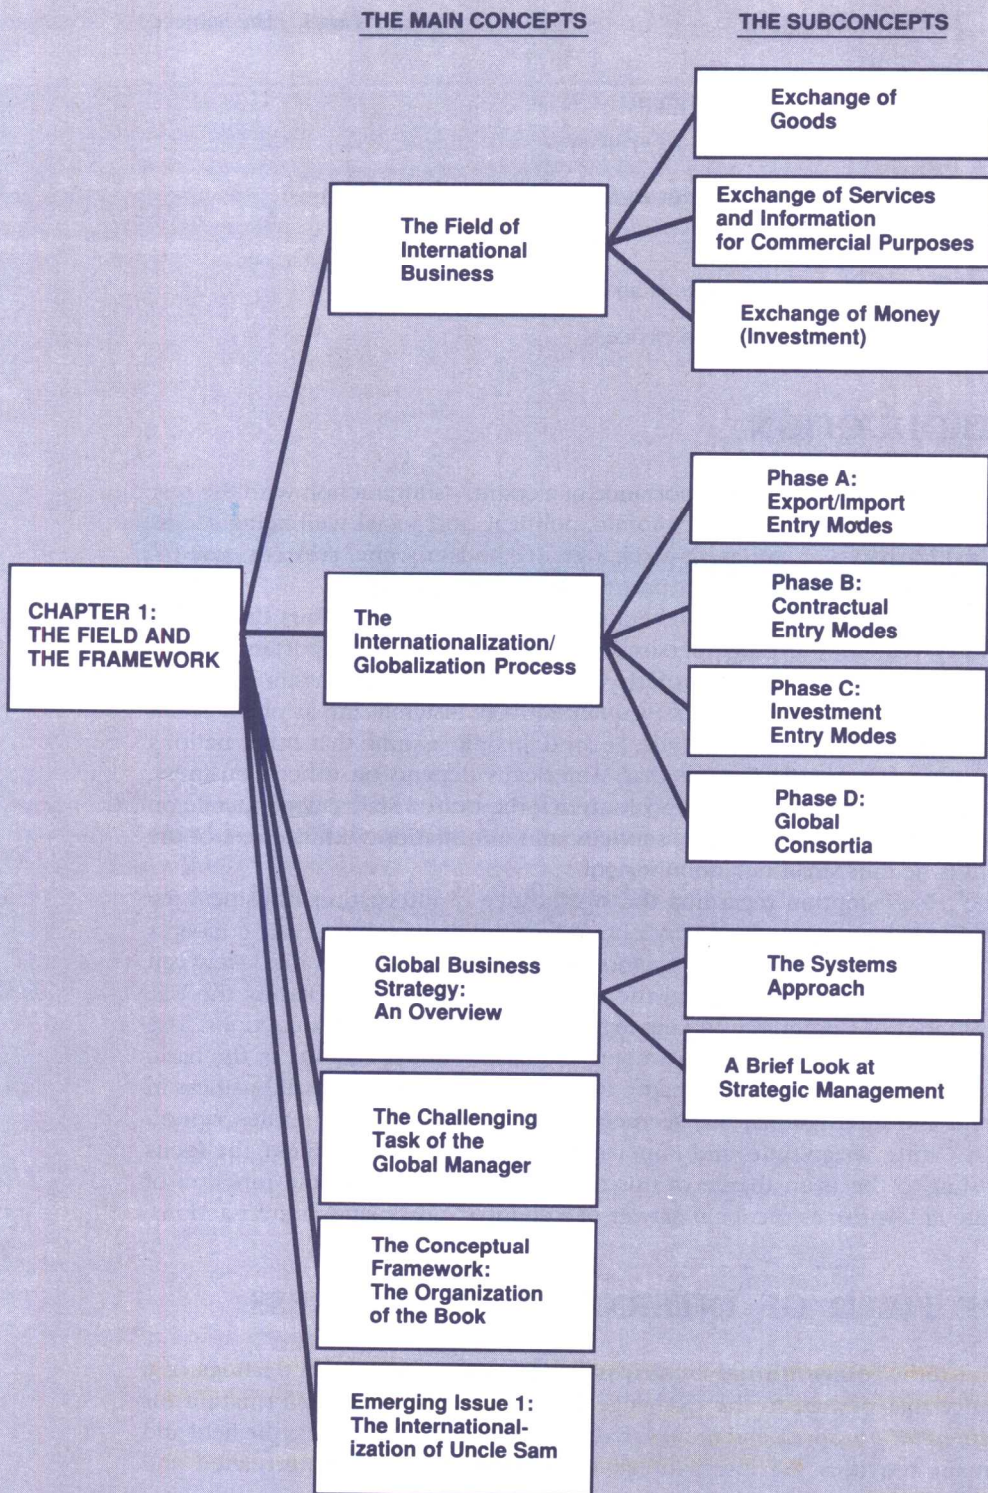 THE MAIN CONCEPTS
THE SUBCONCEPTS
CHAPTER 1:
THE FIELD AND
THE FRAMEWORK
The Field of
International
Business
Exchange of
Goods
Exchange of Services
and Information
for Commercial Purposes
Exchange of Money
(Investment)
The
Internationalization/
Globalization Process
Phase A:
Export/Import
Entry Modes
Phase B:
Contractual
Entry Modes
Phase C:
Investment
Entry Modes
Phase D:
Global
Consortia
Global Business
Strategy:
An Overview
The Systems
Approach
A Brief Look at
Strategic Management
The Challenging
Task of the
Global Manager
The Conceptual
Framework:
The Organization
of the Book
Emerging Issue 1:
The International-
ization of Uncle Sam